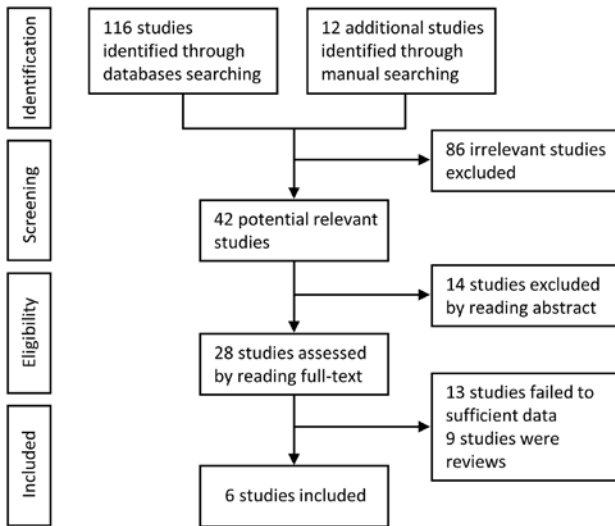 Identification
116 studies
identified through
databases searching
12 additional studies
identified through
manual searching
86 irrelevant studies
excluded
Screening
42 potential relevant
studies
14 studies excluded
by reading abstract
Eligibility
28 studies assessed
by reading full-text
13 studies failed to
sufficient data
9 studies were
reviews
Included
6 studies included